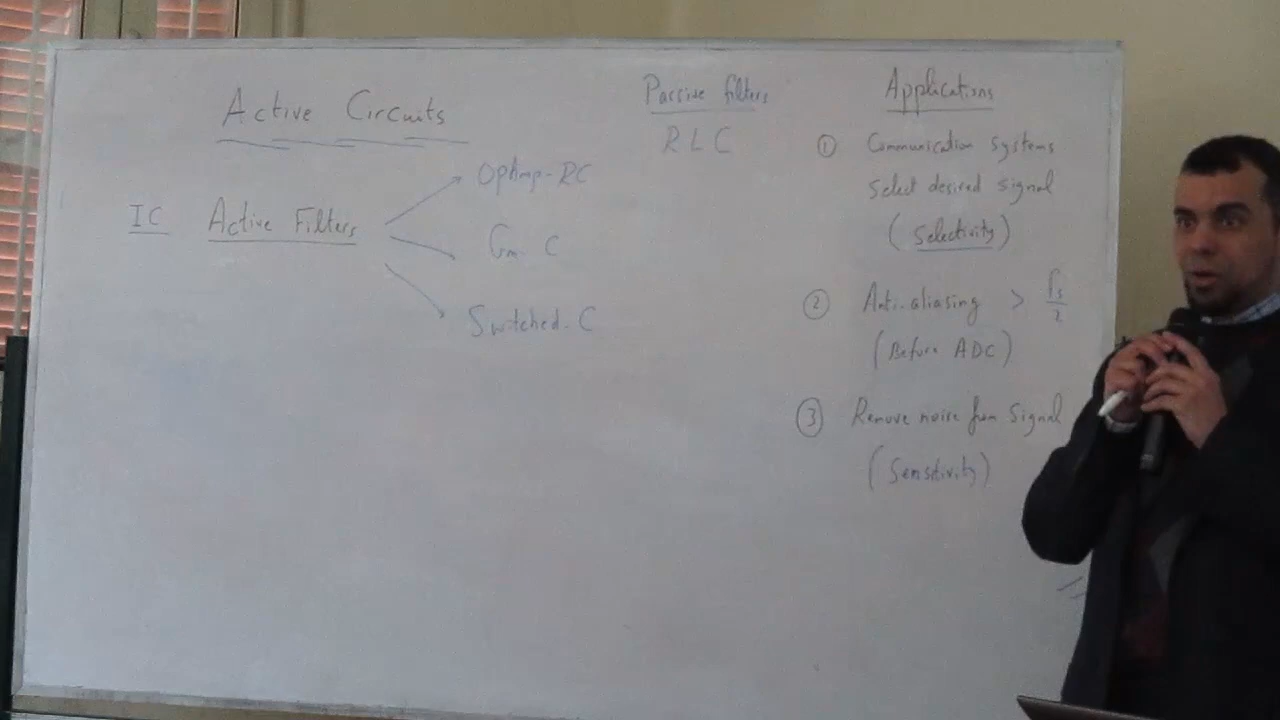 Active Circuits
IC Active Filters
OpAmp-RC
Gm-C
Switched-C
Passive filters
RLC
Applications
① Communication systems
Select desired signal
(Selectivity)
② Anti-aliasing > fs/2
(Before ADC)
③ Remove noise from signal
(Sensitivity)